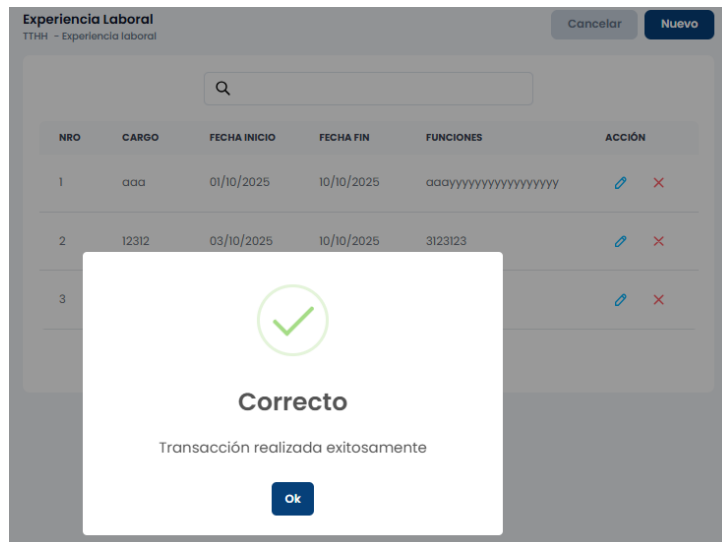 Experiencia Laboral
TTHH - Experiencia laboral
Cancelar
Nuevo
NRO CARGO FECHA INICIO FECHA FIN FUNCIONES ACCIÓN
1 aaa 01/10/2025 10/10/2025 aaayyyyyyyyyyyyyyyyy
2 12312 03/10/2025 10/10/2025 3123123
3
Correcto
Transacción realizada exitosamente
Ok